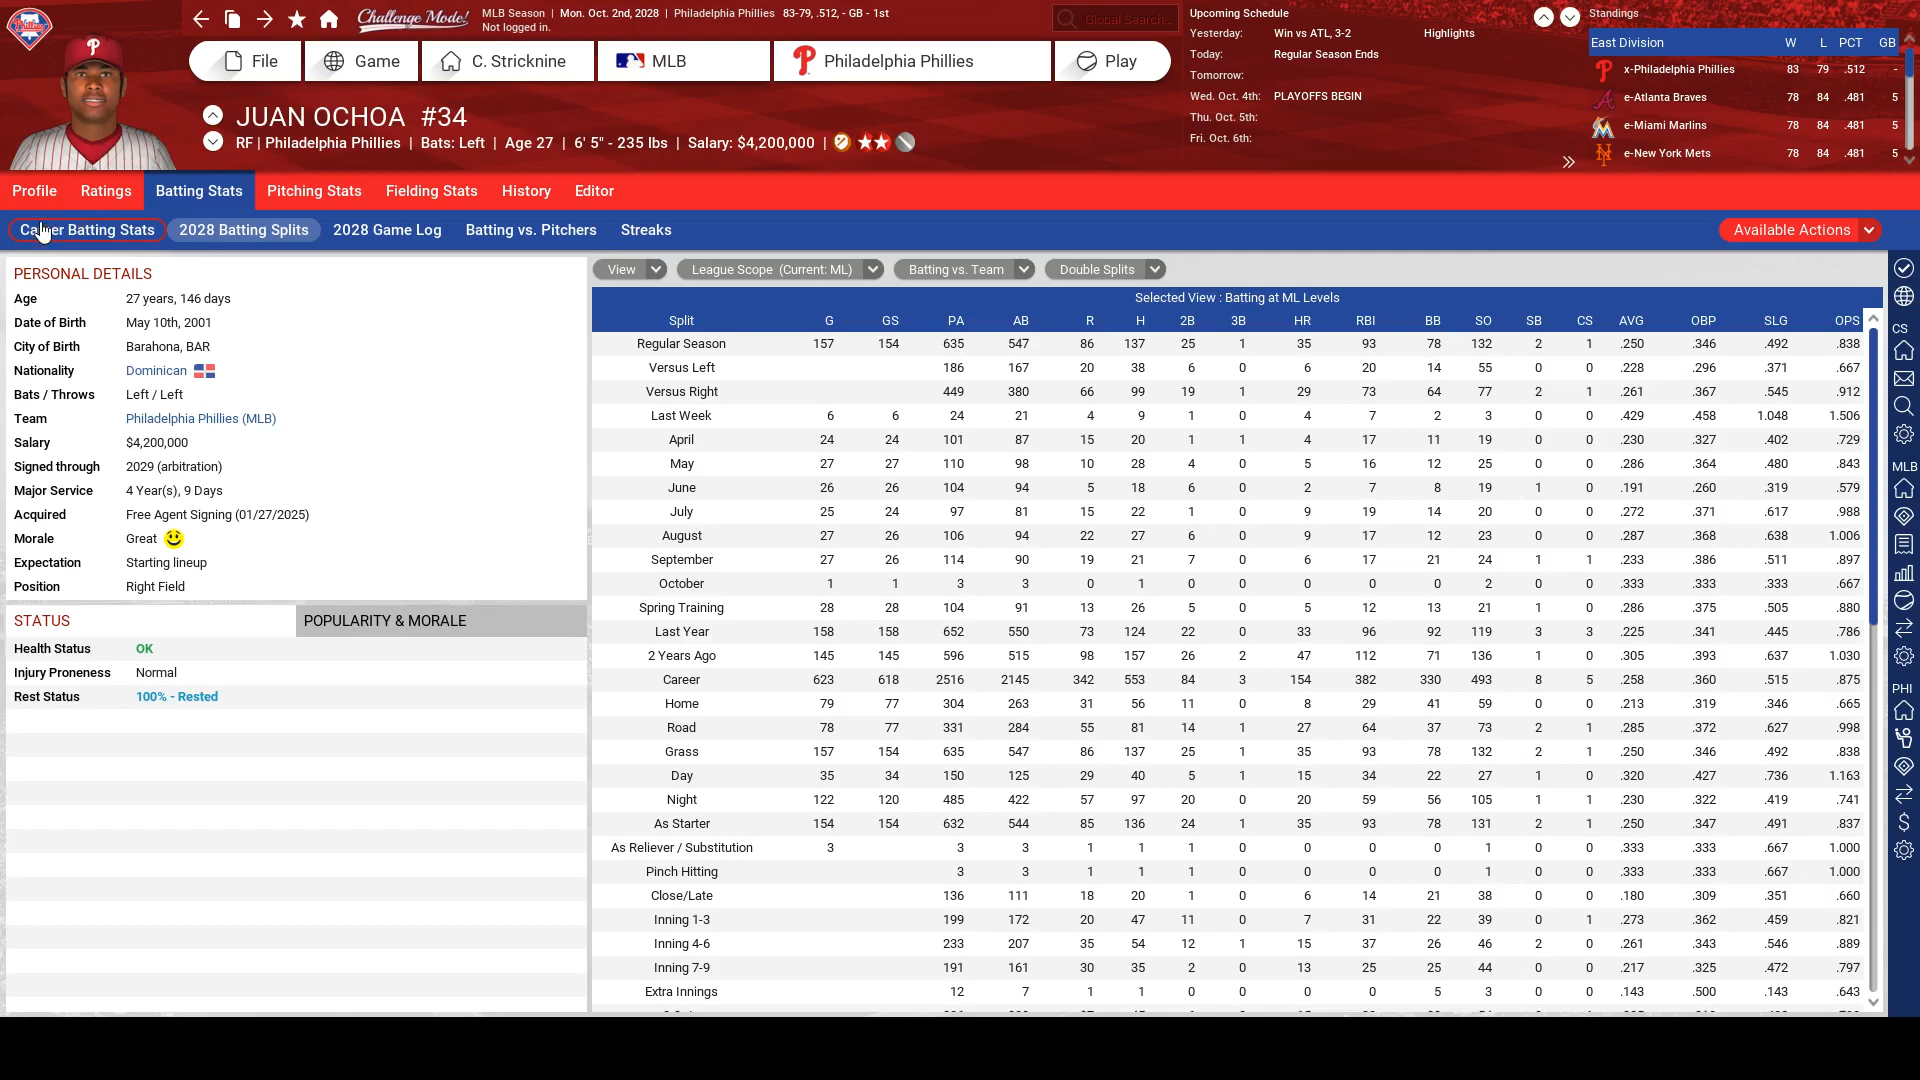 Challenge Mode!
MLB Season | Mon. Oct. 2nd, 2028 | Philadelphia Phillies 83-79, .512, - GB - 1st
Not logged in.
Global Search...
File
Game
C. Stricknine
MLB
Philadelphia Phillies
Play
JUAN OCHOA #34
RF | Philadelphia Phillies | Bats: Left | Age 27 | 6' 5" - 235 lbs | Salary: $4,200,000 |
Upcoming Schedule
Yesterday: Win vs ATL, 3-2 Highlights
Today: Regular Season Ends
Tomorrow:
Wed. Oct. 4th: PLAYOFFS BEGIN
Thu. Oct. 5th:
Fri. Oct. 6th:
Standings
East Division W L PCT GB
x-Philadelphia Phillies 83 79 .512 -
e-Atlanta Braves 78 84 .481 5
e-Miami Marlins 78 84 .481 5
e-New York Mets 78 84 .481 5
Profile Ratings Batting Stats Pitching Stats Fielding Stats History Editor
Batting Stats 2028 Batting Splits 2028 Game Log Batting vs. Pitchers Streaks
Available Actions
PERSONAL DETAILS
Age 27 years, 146 days
Date of Birth May 10th, 2001
City of Birth Barahona, BAR
Nationality Dominican
Bats / Throws Left / Left
Team Philadelphia Phillies (MLB)
Salary $4,200,000
Signed through 2029 (arbitration)
Major Service 4 Year(s), 9 Days
Acquired Free Agent Signing (01/27/2025)
Morale Great
Expectation Starting lineup
Position Right Field
STATUS POPULARITY & MORALE
Health Status OK
Injury Proneness Normal
Rest Status 100% - Rested
View League Scope (Current: ML) Batting vs. Team Double Splits
Selected View : Batting at ML Levels
Split G GS PA AB R H 2B 3B HR RBI BB SO SB CS AVG OBP SLG OPS
Regular Season 157 154 635 547 86 137 25 1 35 93 78 132 2 1 .250 .346 .492 .838
Versus Left 186 167 20 38 6 0 6 20 14 55 0 0 .228 .296 .371 .667
Versus Right 449 380 66 99 19 1 29 73 64 77 2 1 .261 .367 .545 .912
Last Week 6 6 24 21 4 9 1 0 4 7 2 3 0 0 .429 .458 1.048 1.506
April 24 24 101 87 15 20 1 1 4 17 11 19 0 0 .230 .327 .402 .729
May 27 27 110 98 10 28 4 0 5 16 12 25 0 0 .286 .364 .480 .843
June 26 26 104 94 5 18 6 0 2 7 8 19 1 0 .191 .260 .319 .579
July 25 24 97 81 15 22 1 0 9 19 14 20 0 0 .272 .371 .617 .988
August 27 26 106 94 22 27 6 0 9 17 12 23 0 0 .287 .368 .638 1.006
September 27 26 114 90 19 21 7 0 6 17 21 24 1 1 .233 .386 .511 .897
October 1 1 3 3 0 1 0 0 0 0 0 2 0 0 .333 .333 .333 .667
Spring Training 28 28 104 91 13 26 5 0 5 12 13 21 1 0 .286 .375 .505 .880
Last Year 158 158 652 550 73 124 22 0 33 96 92 119 3 3 .225 .341 .445 .786
2 Years Ago 145 145 596 515 98 157 26 2 47 112 71 136 1 0 .305 .393 .637 1.030
Career 623 618 2516 2145 342 553 84 3 154 382 330 493 8 5 .258 .360 .515 .875
Home 79 77 304 263 31 56 11 0 8 29 41 59 0 0 .213 .319 .346 .665
Road 78 77 331 284 55 81 14 1 27 64 37 73 2 1 .285 .372 .627 .998
Grass 157 154 635 547 86 137 25 1 35 93 78 132 2 1 .250 .346 .492 .838
Day 35 34 150 125 29 40 5 1 15 34 22 27 1 0 .320 .427 .736 1.163
Night 122 120 485 422 57 97 20 0 20 59 56 105 1 1 .230 .322 .419 .741
As Starter 154 154 632 544 85 136 24 1 35 93 78 131 2 1 .250 .347 .491 .837
As Reliever / Substitution 3 3 3 1 1 1 0 0 0 0 1 0 0 .333 .333 .667 1.000
Pinch Hitting 3 3 1 1 1 0 0 0 0 1 0 0 .333 .333 .667 1.000
Close/Late 136 111 18 20 1 0 6 14 21 38 0 0 .180 .309 .351 .660
Inning 1-3 199 172 20 47 11 0 7 31 22 39 0 1 .273 .362 .459 .821
Inning 4-6 233 207 35 54 12 1 15 37 26 46 2 0 .261 .343 .546 .889
Inning 7-9 191 161 30 35 2 0 13 25 25 44 0 0 .217 .325 .472 .797
Extra Innings 12 7 1 1 0 0 0 0 5 3 0 0 .143 .500 .143 .643
CS
MLB
PHI